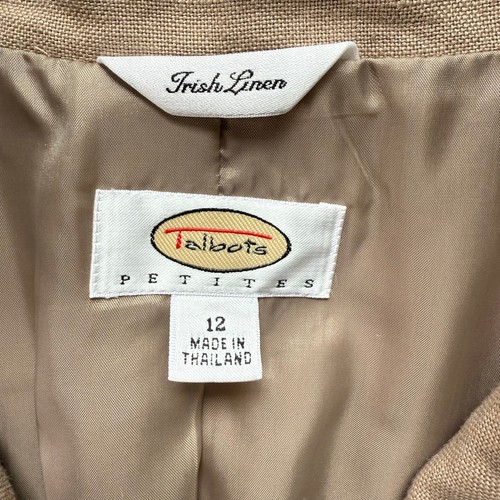 Irish Linen
Talbots
PETITES
12
MADE IN
THAILAND